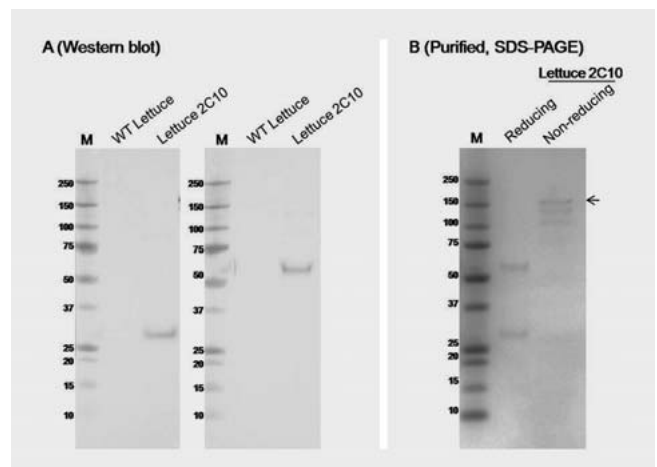 A (Western blot)
B (Purified, SDS-PAGE)
Lettuce 2C10
M
WT Lettuce
Lettuce 2C10
M
WT Lettuce
Lettuce 2C10
M
Reducing
Non-reducing
250
150
100
75
50
37
25
20
15
10
250
150
100
75
50
37
25
20
15
10
250
150
100
75
50
37
25
20
15
10